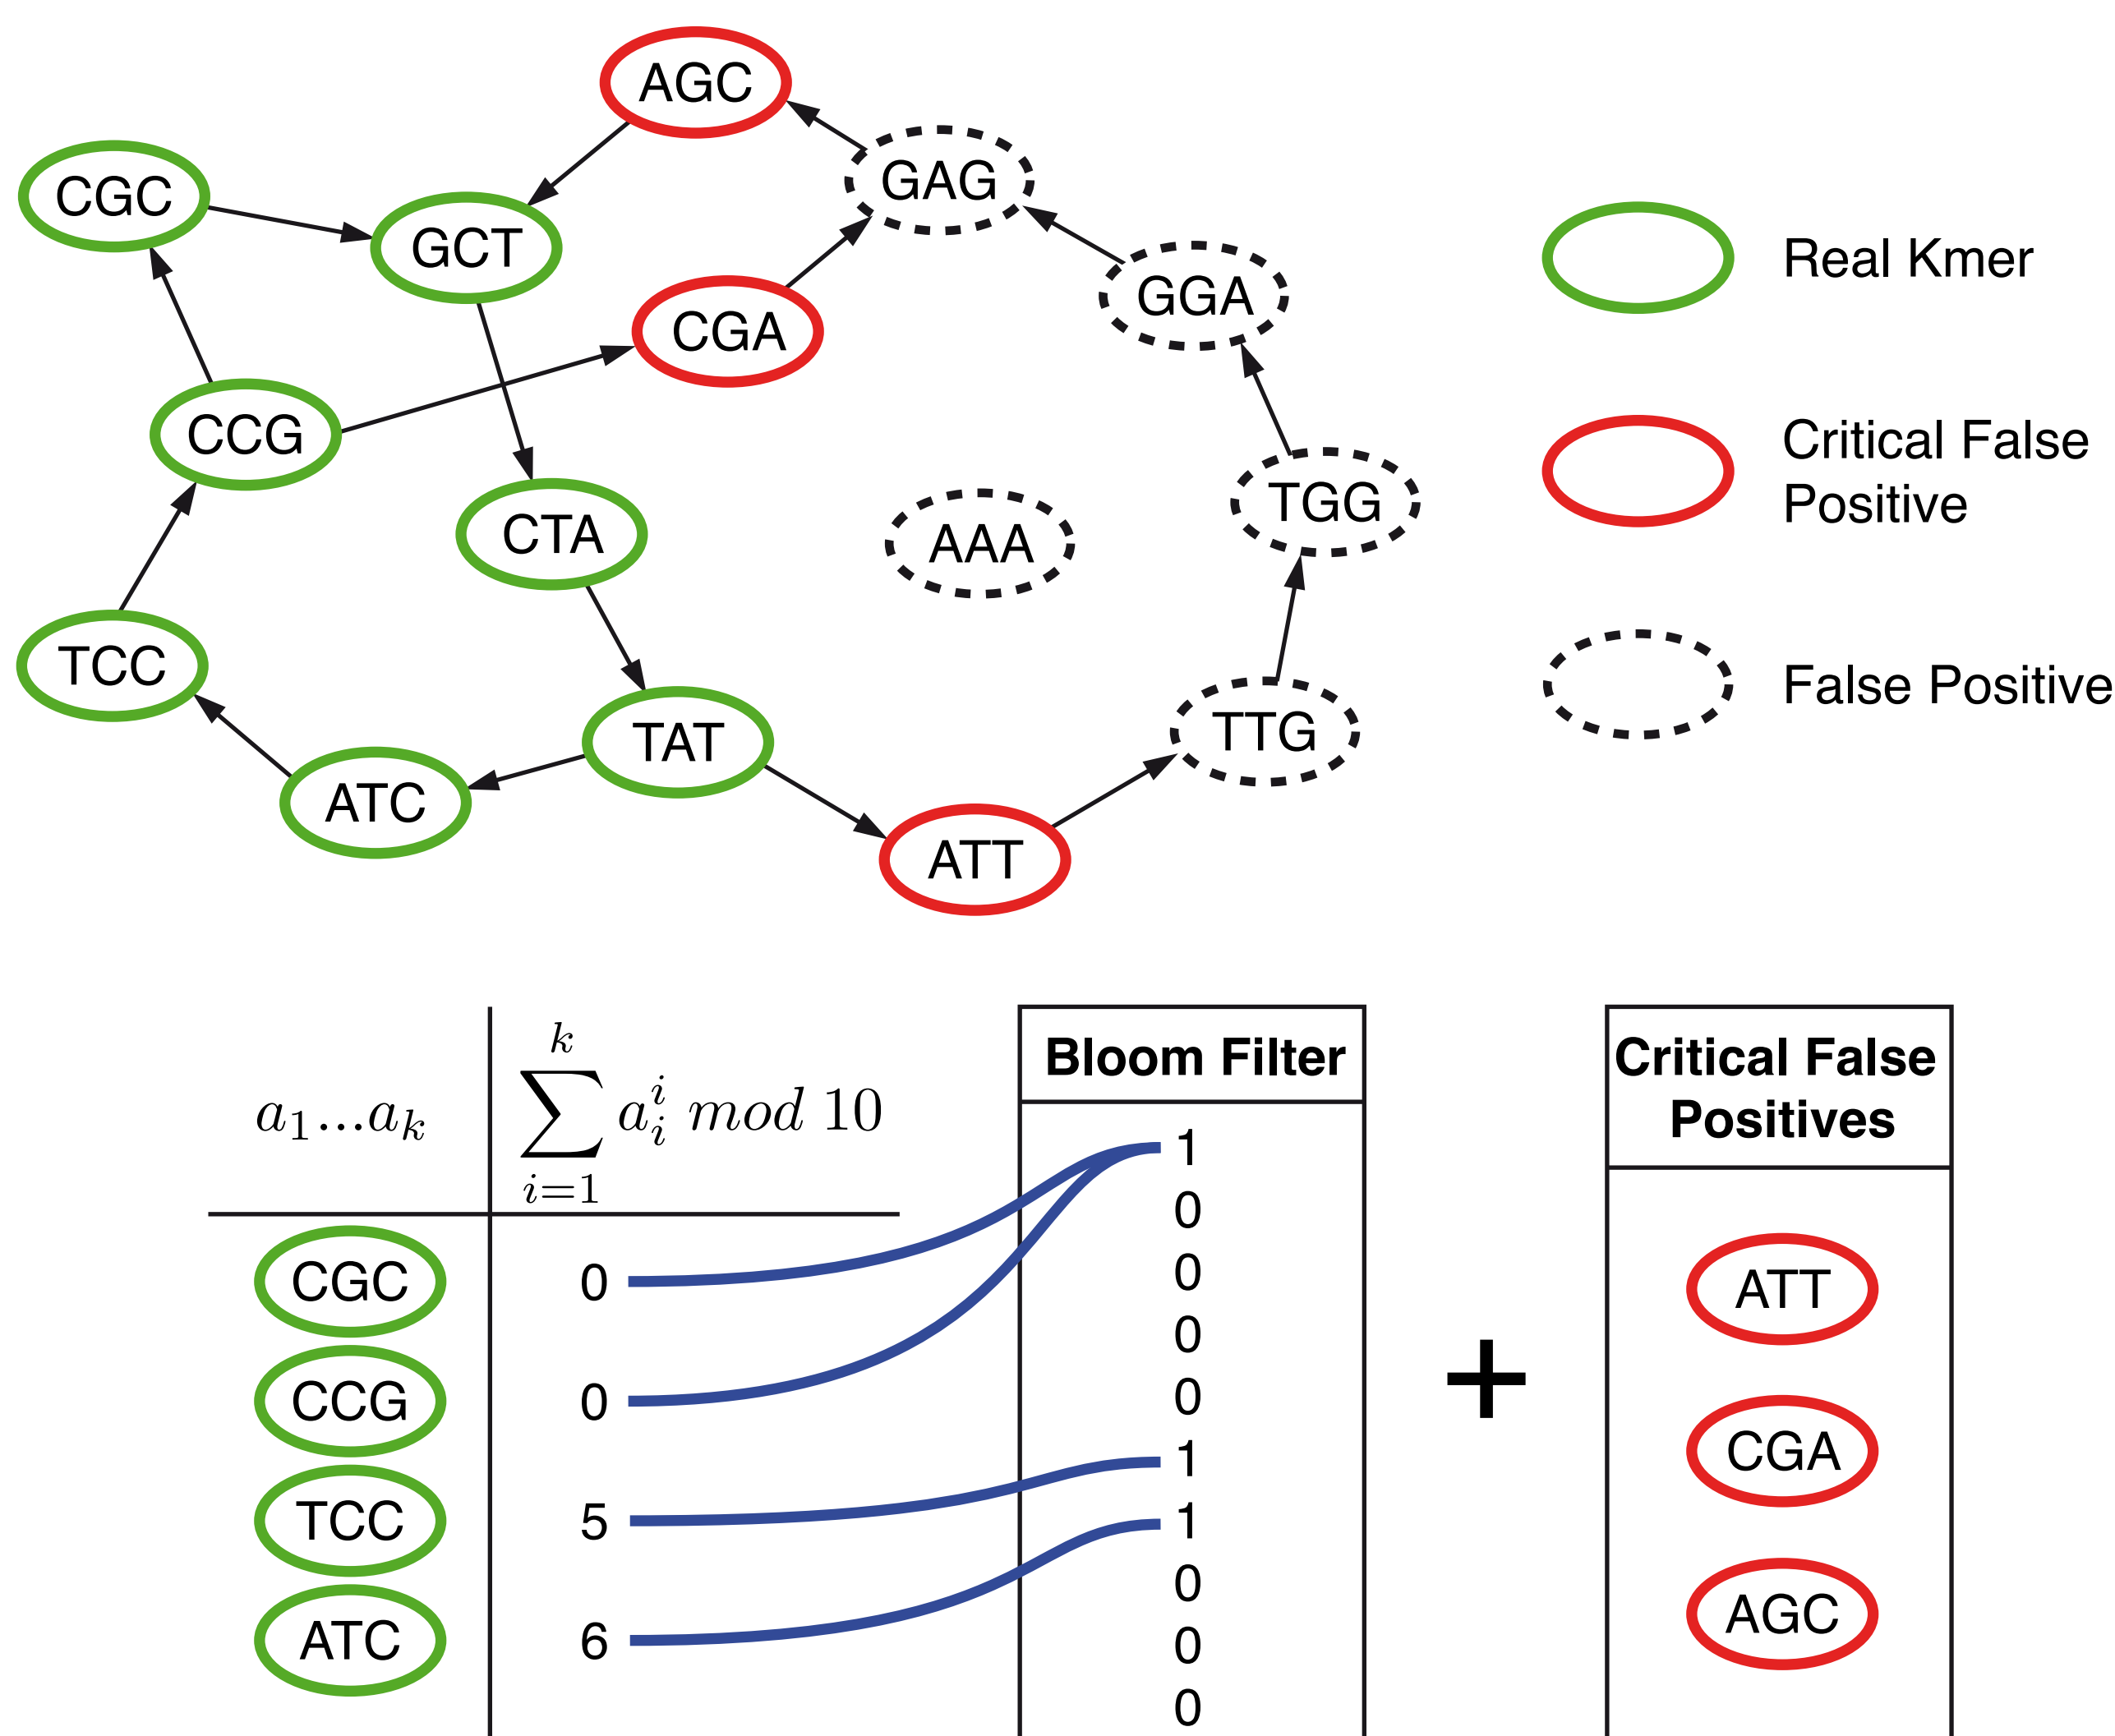 AGC
GAG
CGC
GCT
GGA
CGA
CCG
TGG
CTA
AAA
TCC
TAT
TTG
ATC
ATT
Real Kmer
Critical False
Positive
False Positive
a₁...aₖ
k
∑ aᵢⁱ mod 10
i=1
CGC 0
CCG 0
TCC 5
ATC 6
Bloom Filter
1
0
0
0
0
1
1
0
0
0
+
Critical False
Positives
ATT
CGA
AGC